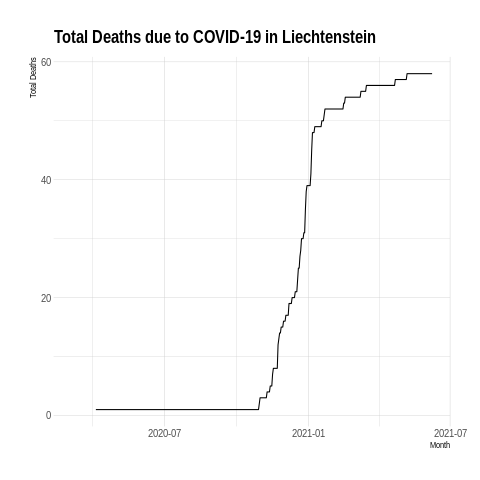 Total Deaths due to COVID-19 in Liechtenstein
Total Deaths
60
40
20
0
2020-07
2021-01
2021-07
Month